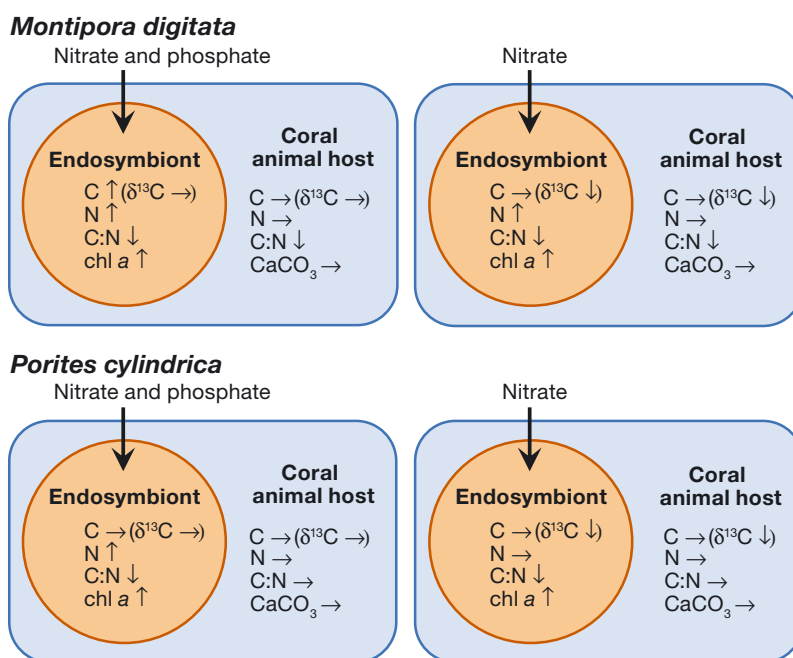 Montipora digitata
Nitrate and phosphate
Endosymbiont
C ↑ (δ¹³C →)
N ↑
C:N ↓
chl a ↑
Coral
animal host
C → (δ¹³C →)
N →
C:N ↓
CaCO₃ →
Nitrate
Endosymbiont
C → (δ¹³C ↓)
N ↑
C:N ↓
chl a ↑
Coral
animal host
C → (δ¹³C ↓)
N →
C:N ↓
CaCO₃ →
Porites cylindrica
Nitrate and phosphate
Endosymbiont
C → (δ¹³C →)
N ↑
C:N ↓
chl a ↑
Coral
animal host
C → (δ¹³C →)
N →
C:N →
CaCO₃ →
Nitrate
Endosymbiont
C → (δ¹³C ↓)
N →
C:N ↓
chl a ↑
Coral
animal host
C → (δ¹³C ↓)
N →
C:N →
CaCO₃ →